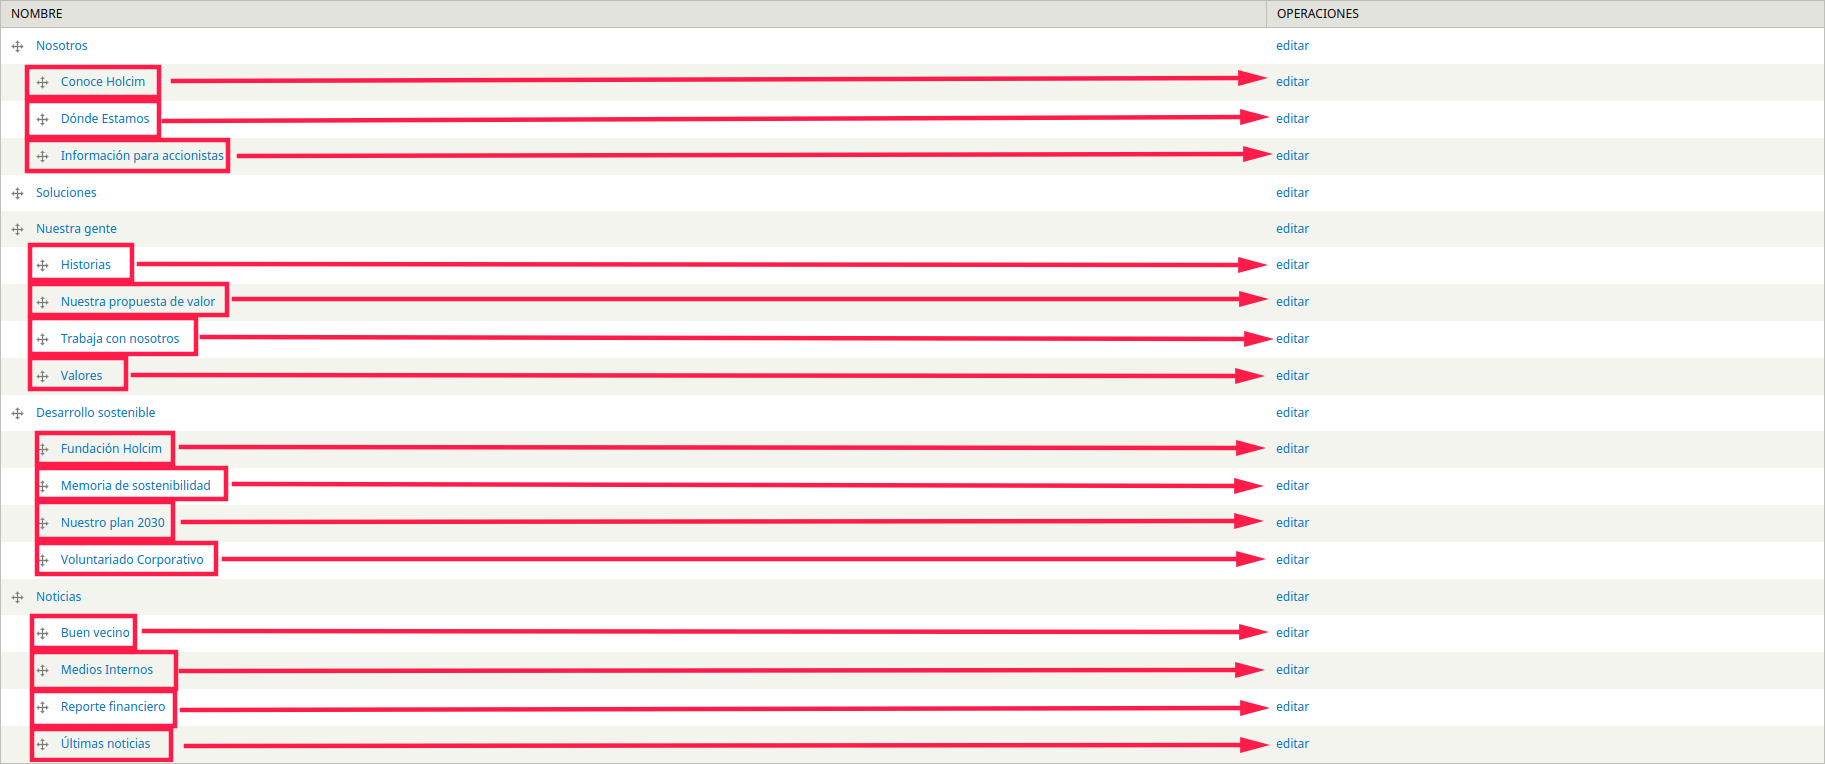 NOMBRE OPERACIONES
Nosotros editar
Conoce Holcim editar
Dónde Estamos editar
Información para accionistas editar
Soluciones editar
Nuestra gente editar
Historias editar
Nuestra propuesta de valor editar
Trabaja con nosotros editar
Valores editar
Desarrollo sostenible editar
Fundación Holcim editar
Memoria de sostenibilidad editar
Nuestro plan 2030 editar
Voluntariado Corporativo editar
Noticias editar
Buen vecino editar
Medios Internos editar
Reporte financiero editar
Últimas noticias editar